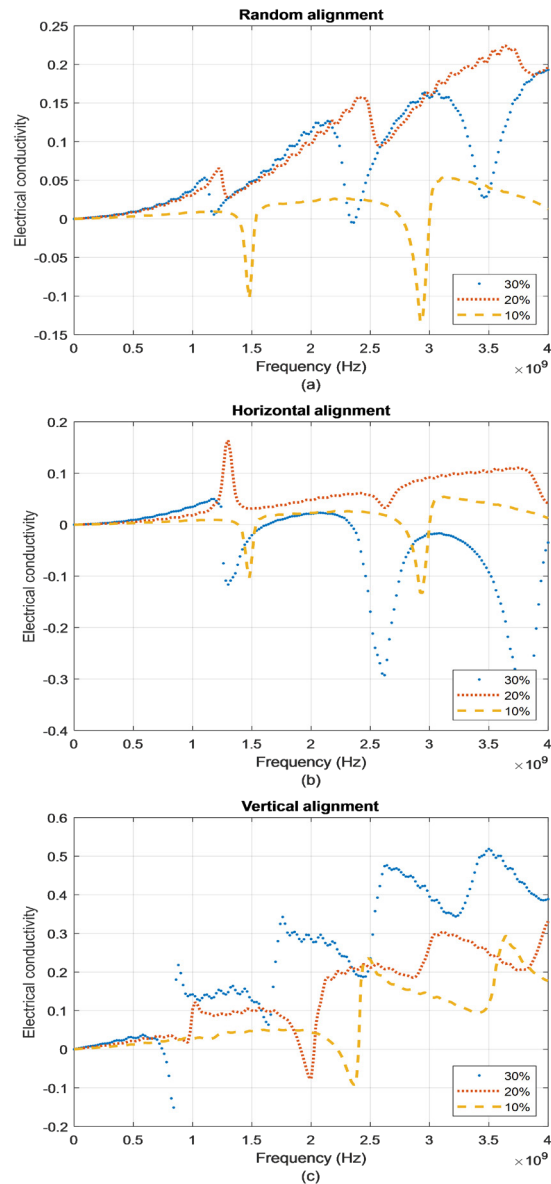 Random alignment
0.25
0.2
0.15
0.1
0.05
0
-0.05
-0.1
-0.15
Electrical conductivity
30%
20%
10%
0 0.5 1 1.5 2 2.5 3 3.5 4
Frequency (Hz) ×10⁹
(a)
Horizontal alignment
0.2
0.1
0
-0.1
-0.2
-0.3
-0.4
Electrical conductivity
30%
20%
10%
0 0.5 1 1.5 2 2.5 3 3.5 4
Frequency (Hz) ×10⁹
(b)
Vertical alignment
0.6
0.5
0.4
0.3
0.2
0.1
0
-0.1
-0.2
Electrical conductivity
30%
20%
10%
0 0.5 1 1.5 2 2.5 3 3.5 4
Frequency (Hz) ×10⁹
(c)